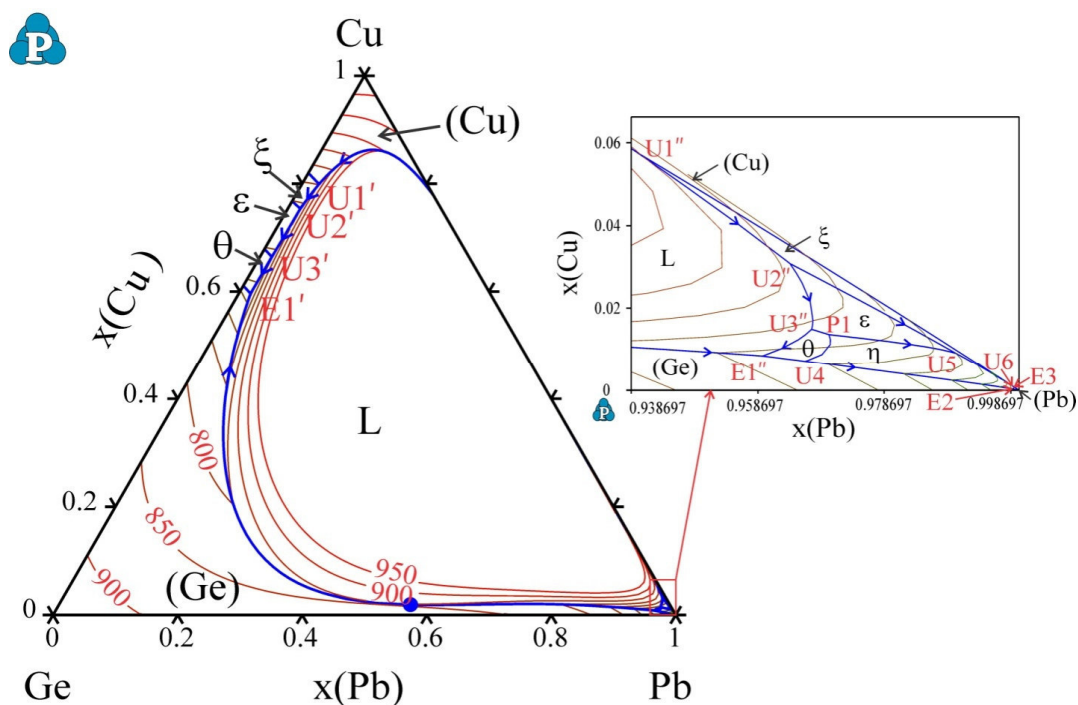 P
Cu
1
(Cu)
ξ
ε
θ
U1′
U2′
U3′
E1′
0.6
x(Cu)
0.4
0.2
0
L
800
850
900
950
900
(Ge)
0
0.2
0.4
0.6
0.8
1
Ge
x(Pb)
Pb
0.06
0.04
0.02
0
x(Cu)
U1″
(Cu)
ξ
L
U2″
ε
U3″
P1
θ
η
(Ge)
E1″
U4
U5
U6
E3
E2
(Pb)
P
0.938697
0.958697
0.978697
0.998697
x(Pb)